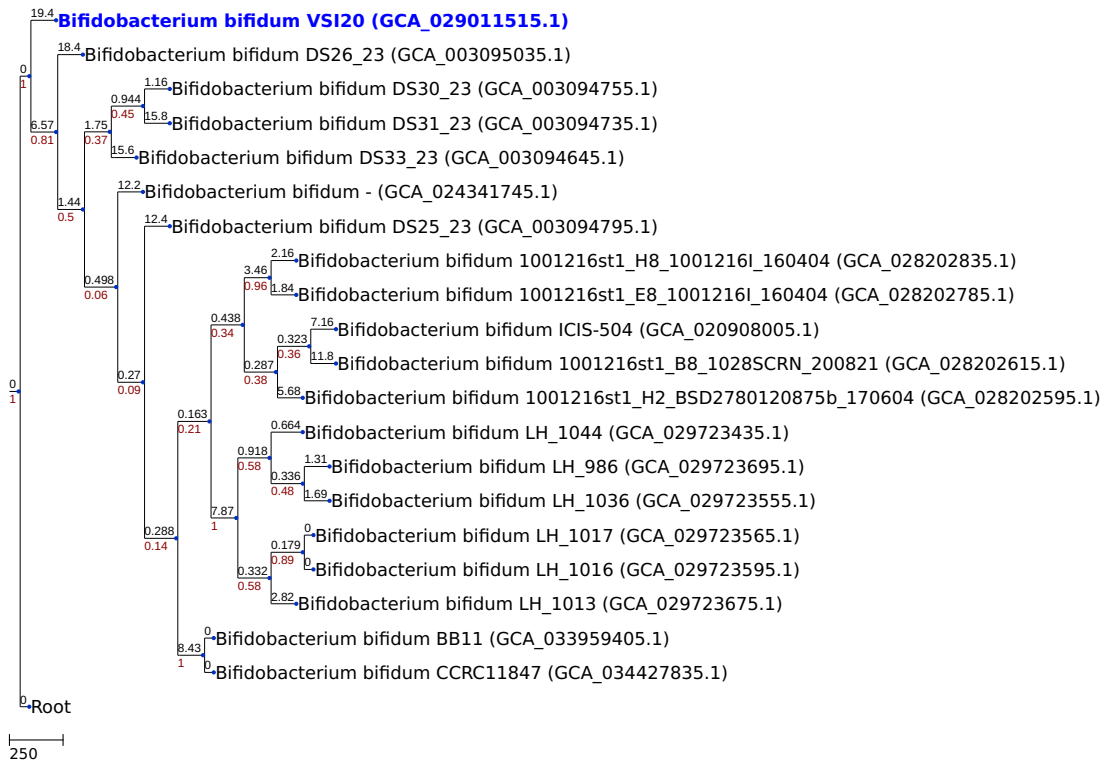 19.4
Bifidobacterium bifidum VSI20 (GCA_029011515.1)
18.4
Bifidobacterium bifidum DS26_23 (GCA_003095035.1)
0
1
1.16
Bifidobacterium bifidum DS30_23 (GCA_003094755.1)
0.944
0.45
15.8
Bifidobacterium bifidum DS31_23 (GCA_003094735.1)
6.57
0.81
1.75
0.37
15.6
Bifidobacterium bifidum DS33_23 (GCA_003094645.1)
12.2
Bifidobacterium bifidum - (GCA_024341745.1)
1.44
0.5
12.4
Bifidobacterium bifidum DS25_23 (GCA_003094795.1)
2.16
Bifidobacterium bifidum 1001216st1_H8_1001216I_160404 (GCA_028202835.1)
3.46
0.96
0.498
0.06
1.84
Bifidobacterium bifidum 1001216st1_E8_1001216I_160404 (GCA_028202785.1)
0.438
0.34
7.16
Bifidobacterium bifidum ICIS-504 (GCA_020908005.1)
0.323
0.36
11.8
Bifidobacterium bifidum 1001216st1_B8_1028SCRN_200821 (GCA_028202615.1)
0.287
0.38
0.27
0.09
0
1
5.68
Bifidobacterium bifidum 1001216st1_H2_BSD2780120875b_170604 (GCA_028202595.1)
0.163
0.21
0.664
Bifidobacterium bifidum LH_1044 (GCA_029723435.1)
0.918
0.58
1.31
Bifidobacterium bifidum LH_986 (GCA_029723695.1)
0.336
0.48
1.69
Bifidobacterium bifidum LH_1036 (GCA_029723555.1)
7.87
1
0
Bifidobacterium bifidum LH_1017 (GCA_029723565.1)
0.288
0.14
0.179
0.89
0
Bifidobacterium bifidum LH_1016 (GCA_029723595.1)
0.332
0.58
2.82
Bifidobacterium bifidum LH_1013 (GCA_029723675.1)
0
Bifidobacterium bifidum BB11 (GCA_033959405.1)
8.43
1
0
Bifidobacterium bifidum CCRC11847 (GCA_034427835.1)
0
Root
250